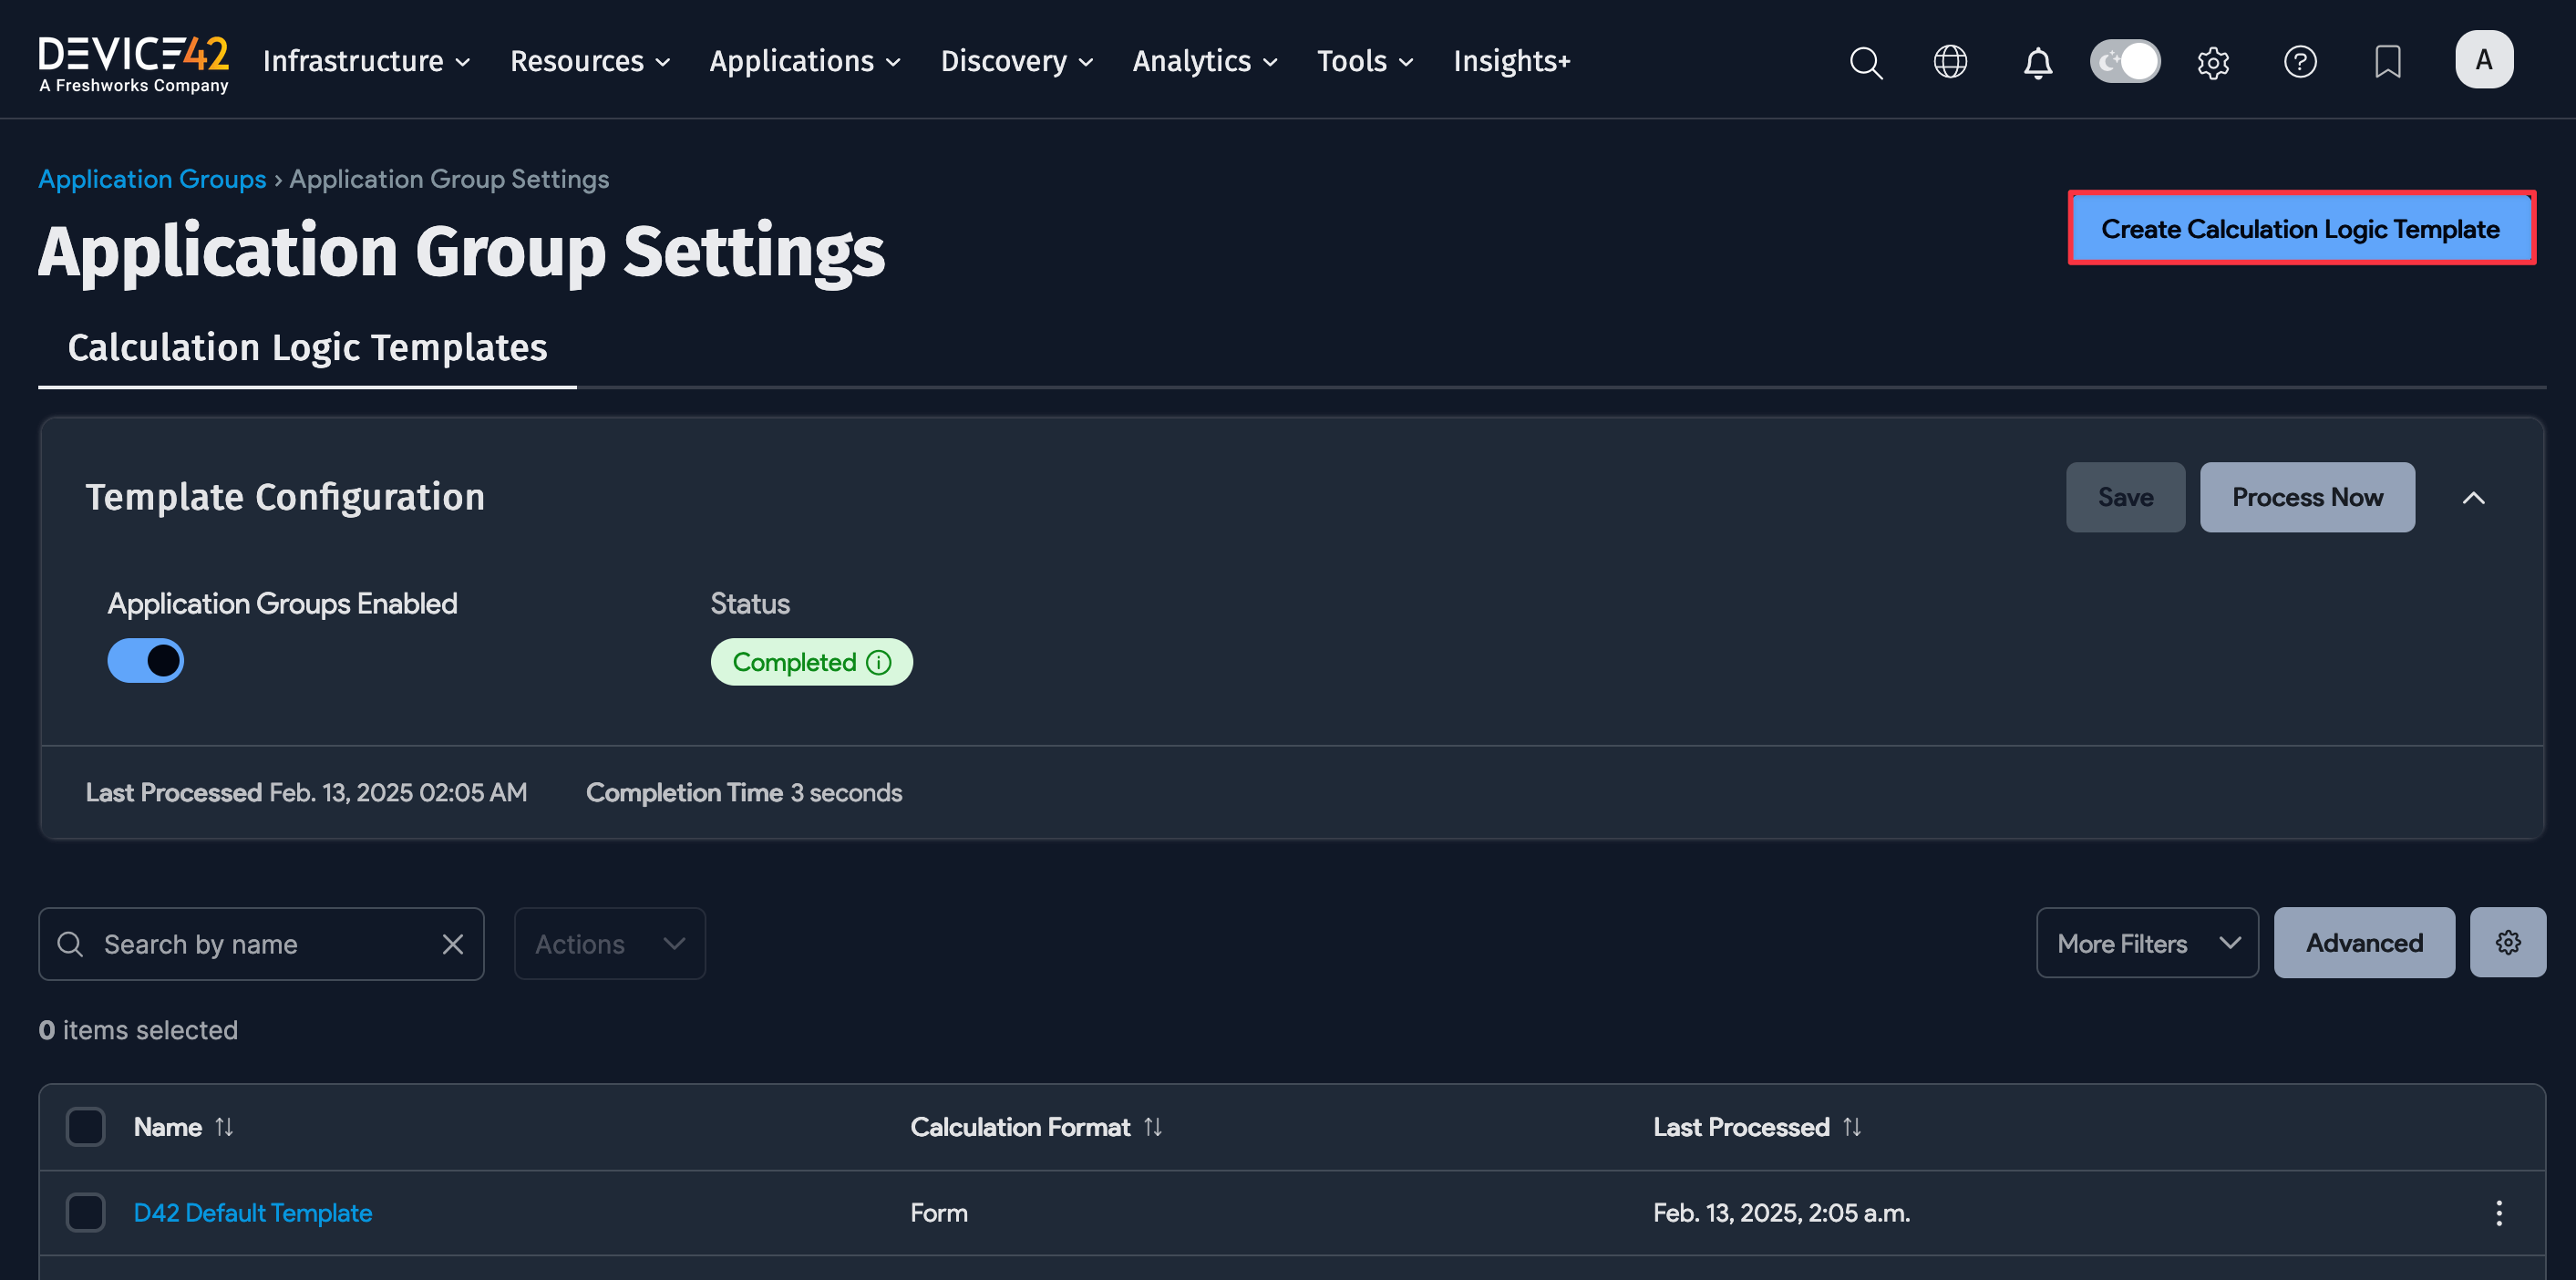 DEVICE42
A Freshworks Company
Infrastructure
Resources
Applications
Discovery
Analytics
Tools
Insights+
A
Application Groups › Application Group Settings
Application Group Settings
Create Calculation Logic Template
Calculation Logic Templates
Template Configuration
Save
Process Now
Application Groups Enabled
Status
Completed
Last Processed Feb. 13, 2025 02:05 AM
Completion Time 3 seconds
Search by name
Actions
More Filters
Advanced
0 items selected
Name
Calculation Format
Last Processed
D42 Default Template
Form
Feb. 13, 2025, 2:05 a.m.